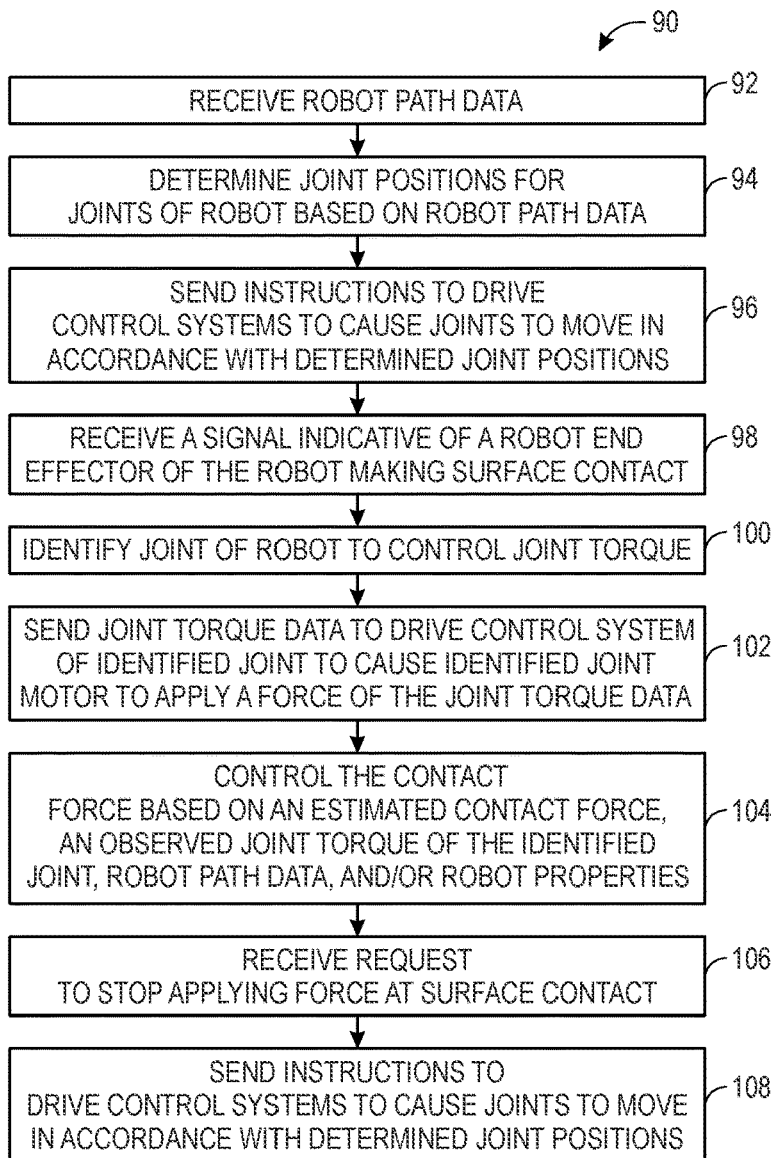 90
RECEIVE ROBOT PATH DATA
92
DETERMINE JOINT POSITIONS FOR
JOINTS OF ROBOT BASED ON ROBOT PATH DATA
94
SEND INSTRUCTIONS TO DRIVE
CONTROL SYSTEMS TO CAUSE JOINTS TO MOVE IN
ACCORDANCE WITH DETERMINED JOINT POSITIONS
96
RECEIVE A SIGNAL INDICATIVE OF A ROBOT END
EFFECTOR OF THE ROBOT MAKING SURFACE CONTACT
98
IDENTIFY JOINT OF ROBOT TO CONTROL JOINT TORQUE
100
SEND JOINT TORQUE DATA TO DRIVE CONTROL SYSTEM
OF IDENTIFIED JOINT TO CAUSE IDENTIFIED JOINT
MOTOR TO APPLY A FORCE OF THE JOINT TORQUE DATA
102
CONTROL THE CONTACT
FORCE BASED ON AN ESTIMATED CONTACT FORCE,
AN OBSERVED JOINT TORQUE OF THE IDENTIFIED
JOINT, ROBOT PATH DATA, AND/OR ROBOT PROPERTIES
104
RECEIVE REQUEST
TO STOP APPLYING FORCE AT SURFACE CONTACT
106
SEND INSTRUCTIONS TO
DRIVE CONTROL SYSTEMS TO CAUSE JOINTS TO MOVE
IN ACCORDANCE WITH DETERMINED JOINT POSITIONS
108